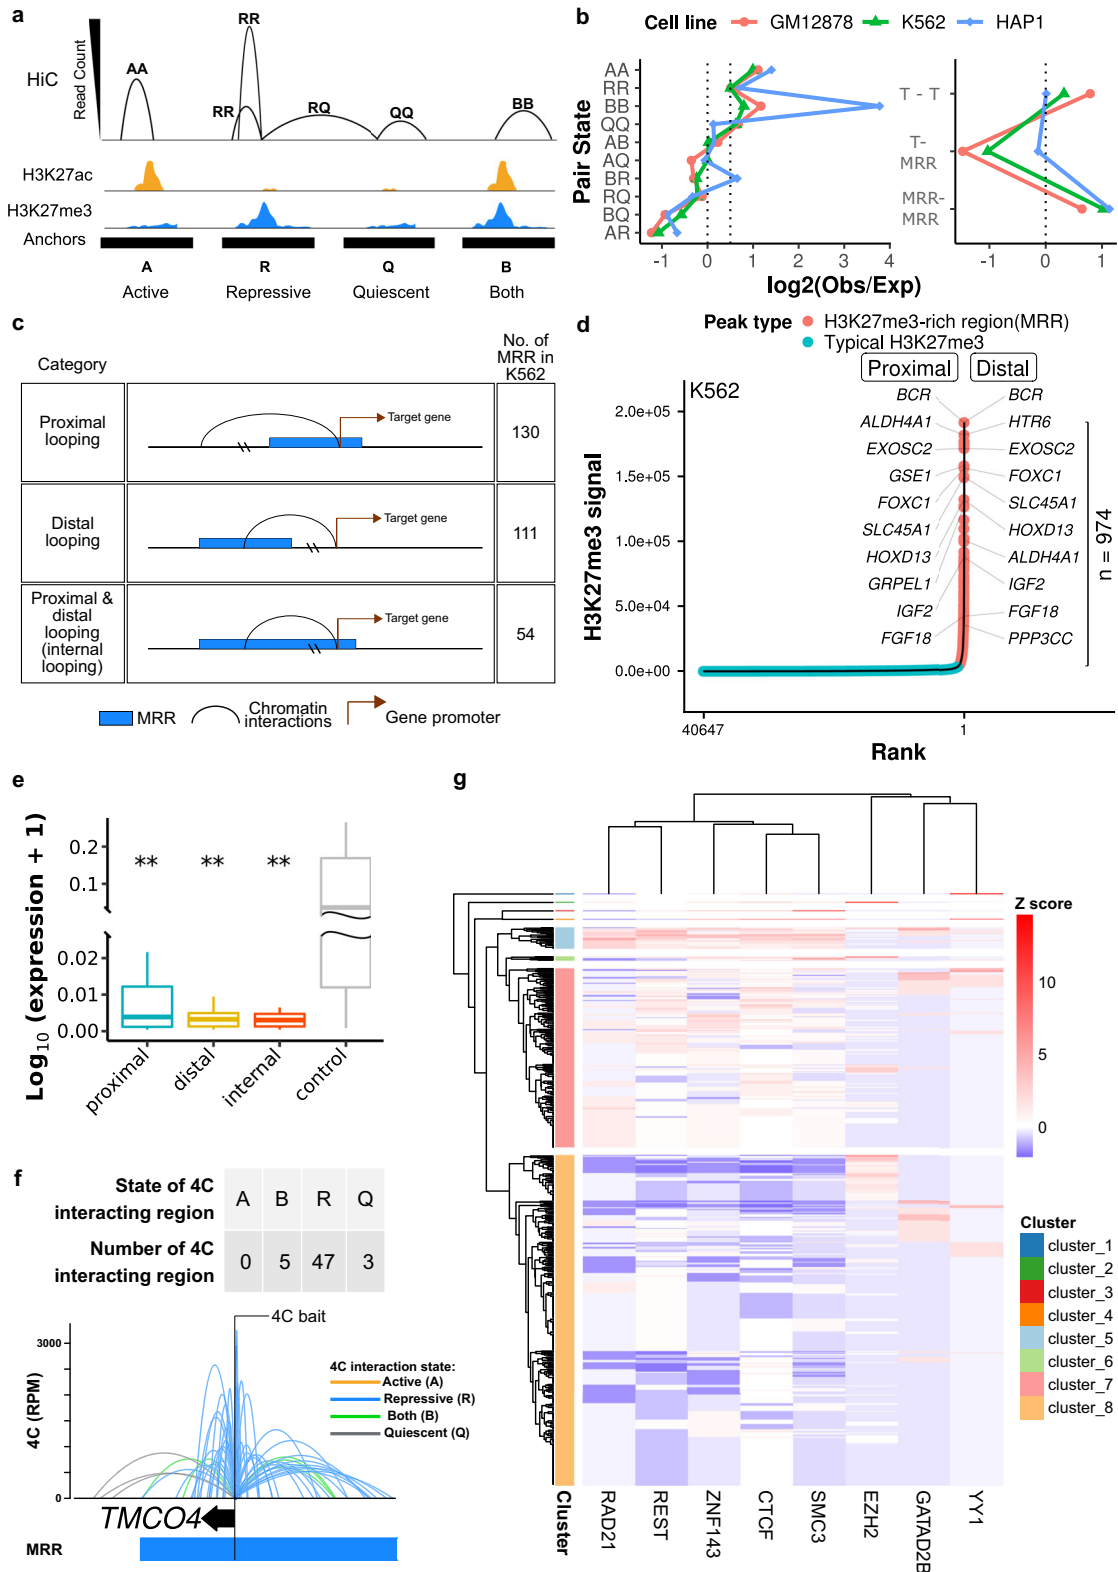 a
HiC
Read Count
AA
RR
RR
RQ
QQ
BB
H3K27ac
H3K27me3
Anchors
A
R
Q
B
Active
Repressive
Quiescent
Both
b
Cell line
GM12878
K562
HAP1
Pair State
AA
RR
BB
QQ
AB
AQ
BR
RQ
BQ
AR
-1
0
1
2
3
4
T - T
T-
MRR
MRR-
MRR
-1
0
1
log2(Obs/Exp)
c
Category
No. of
MRR in
K562
Proximal
looping
Target gene
130
Distal
looping
Target gene
111
Proximal &
distal
looping
(internal
looping)
Target gene
54
MRR
Chromatin
interactions
Gene promoter
d
Peak type
H3K27me3-rich region(MRR)
Typical H3K27me3
K562
Proximal
Distal
H3K27me3 signal
2.0e+05
1.5e+05
1.0e+05
5.0e+04
0.0e+00
BCR
ALDH4A1
EXOSC2
GSE1
FOXC1
SLC45A1
HOXD13
GRPEL1
IGF2
FGF18
BCR
HTR6
EXOSC2
FOXC1
SLC45A1
HOXD13
ALDH4A1
IGF2
FGF18
PPP3CC
n = 974
40647
1
Rank
e
Log10 (expression + 1)
0.2
0.1
0.02
0.01
0.00
**
**
**
proximal
distal
internal
control
f
State of 4C
interacting region
A
B
R
Q
Number of 4C
interacting region
0
5
47
3
4C bait
4C (RPM)
3000
0
4C interaction state:
Active (A)
Repressive (R)
Both (B)
Quiescent (Q)
TMCO4
MRR
g
Z score
10
5
0
Cluster
cluster_1
cluster_2
cluster_3
cluster_4
cluster_5
cluster_6
cluster_7
cluster_8
Cluster
RAD21
REST
ZNF143
CTCF
SMC3
EZH2
GATAD2B
YY1